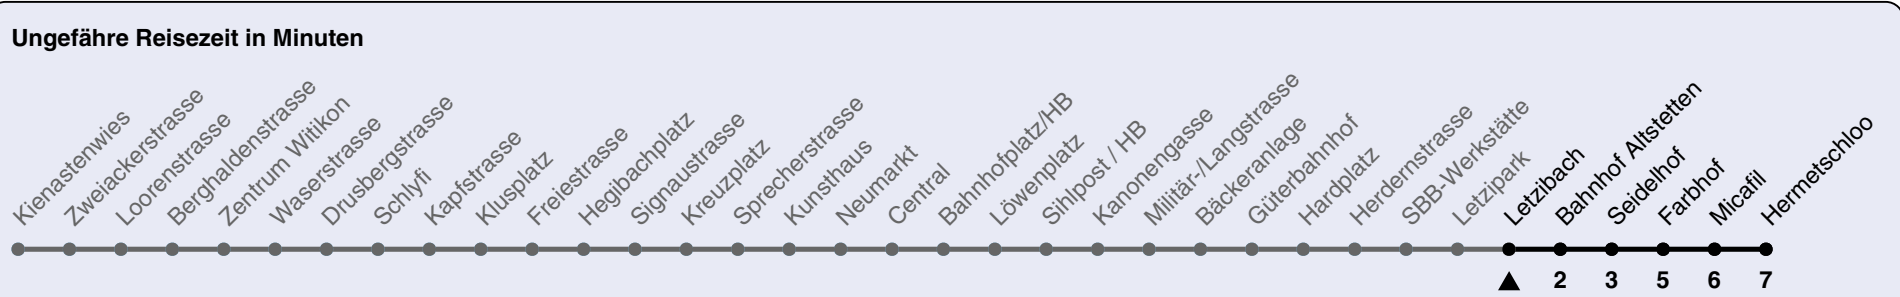 Ungefähre Reisezeit in Minuten
Kienastenwies
Zweiackerstrasse
Loorenstrasse
Berghaldenstrasse
Zentrum Witikon
Waserstrasse
Drusbergstrasse
Schlyfi
Kapfstrasse
Klusplatz
Freiestrasse
Hegibachplatz
Signaustrasse
Kreuzplatz
Sprecherstrasse
Kunsthaus
Neumarkt
Central
Bahnhofplatz/HB
Löwenplatz
Sihlpost / HB
Kanonengasse
Militär-/Langstrasse
Bäckeranlage
Güterbahnhof
Hardplatz
Herdernstrasse
SBB-Werkstätte
Letzipark
Letzibach
Bahnhof Altstetten
Seidelhof
Farbhof
Micafil
Hermetschloo
2 3 5 6 7